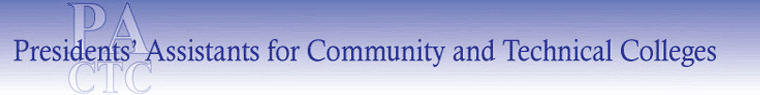 PA
Presidents' Assistants for Community and Technical Colleges
CTC